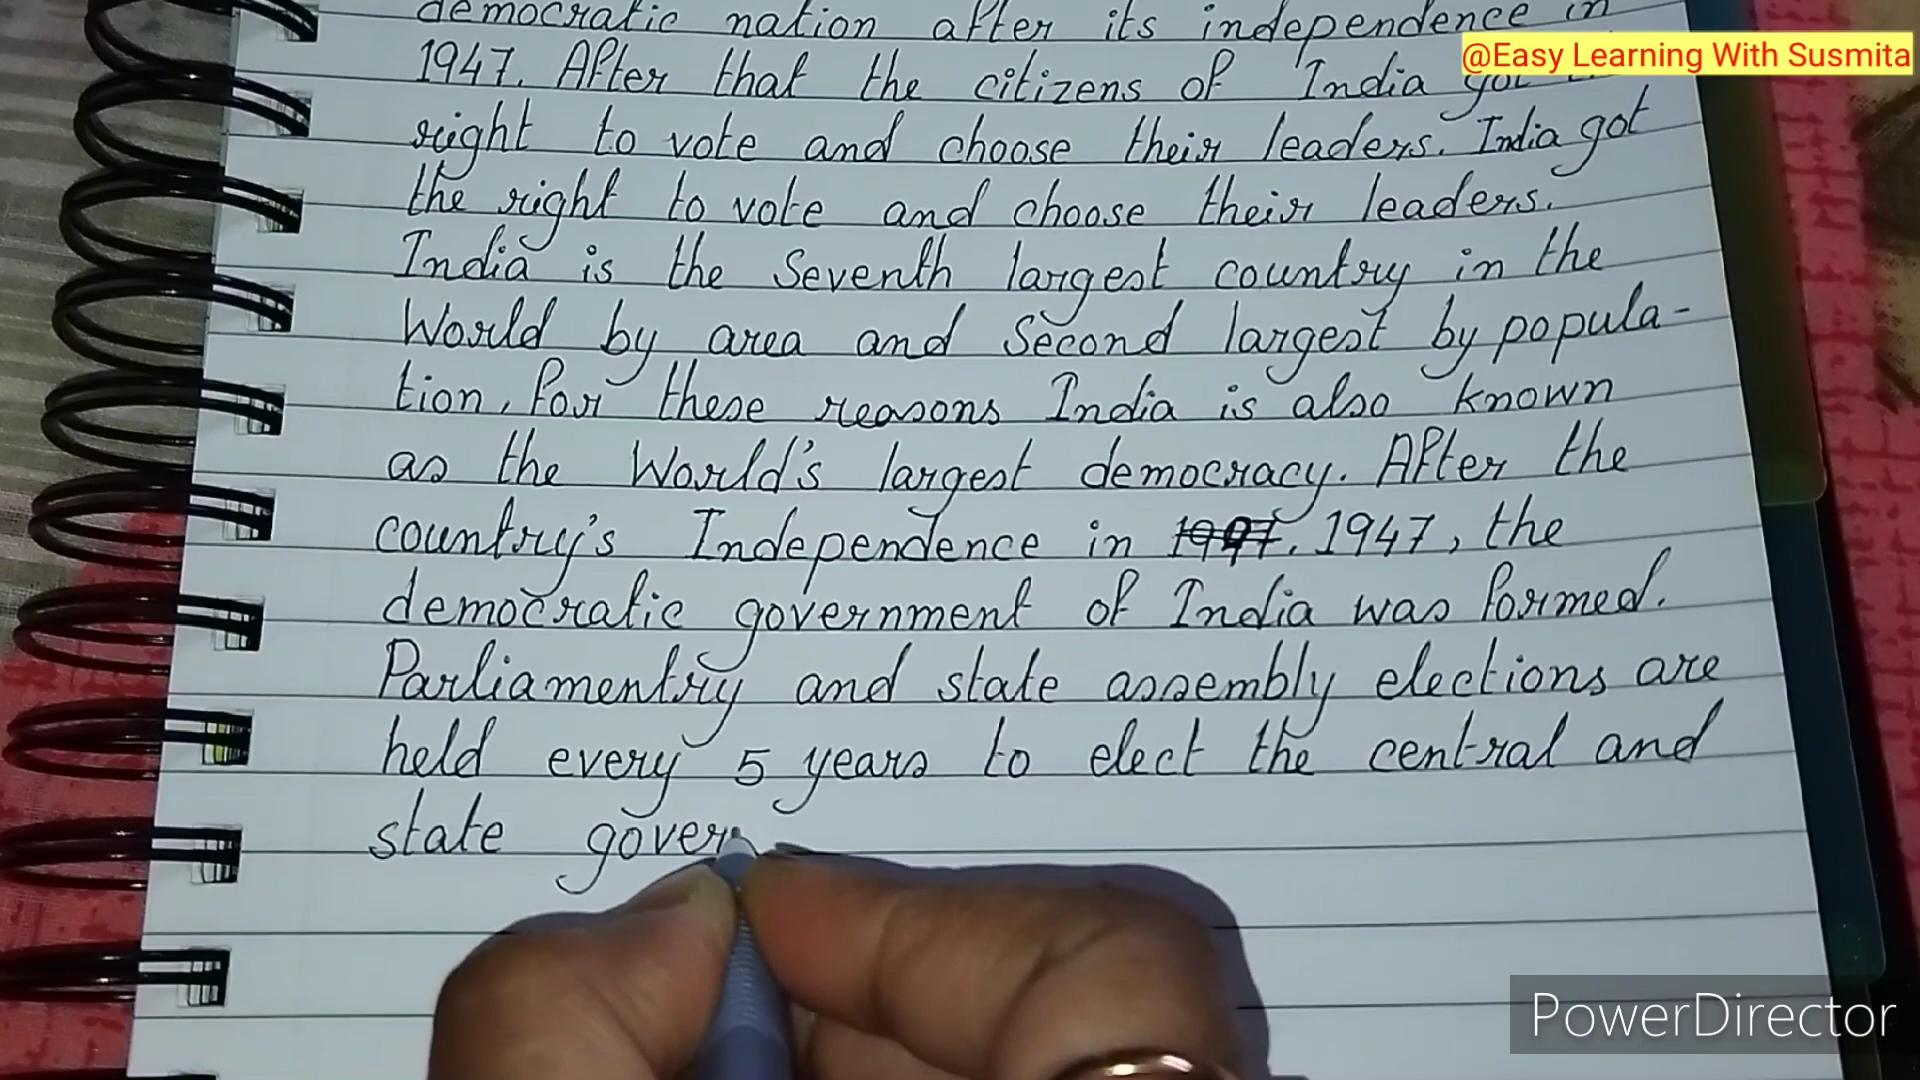 democratic nation after its independence in
@Easy Learning With Susmita
1947. After that the citizens of India got
right to vote and choose their leaders. India got
the right to vote and choose their leaders.
India is the Seventh largest country in the
World by area and Second largest by popula-
tion, for these reasons India is also known
as the World's largest democracy. After the
country's Independence in 1997. 1947, the
democratic government of India was formed.
Parliamentry and state assembly elections are
held every 5 years to elect the central and
state govern
PowerDirector